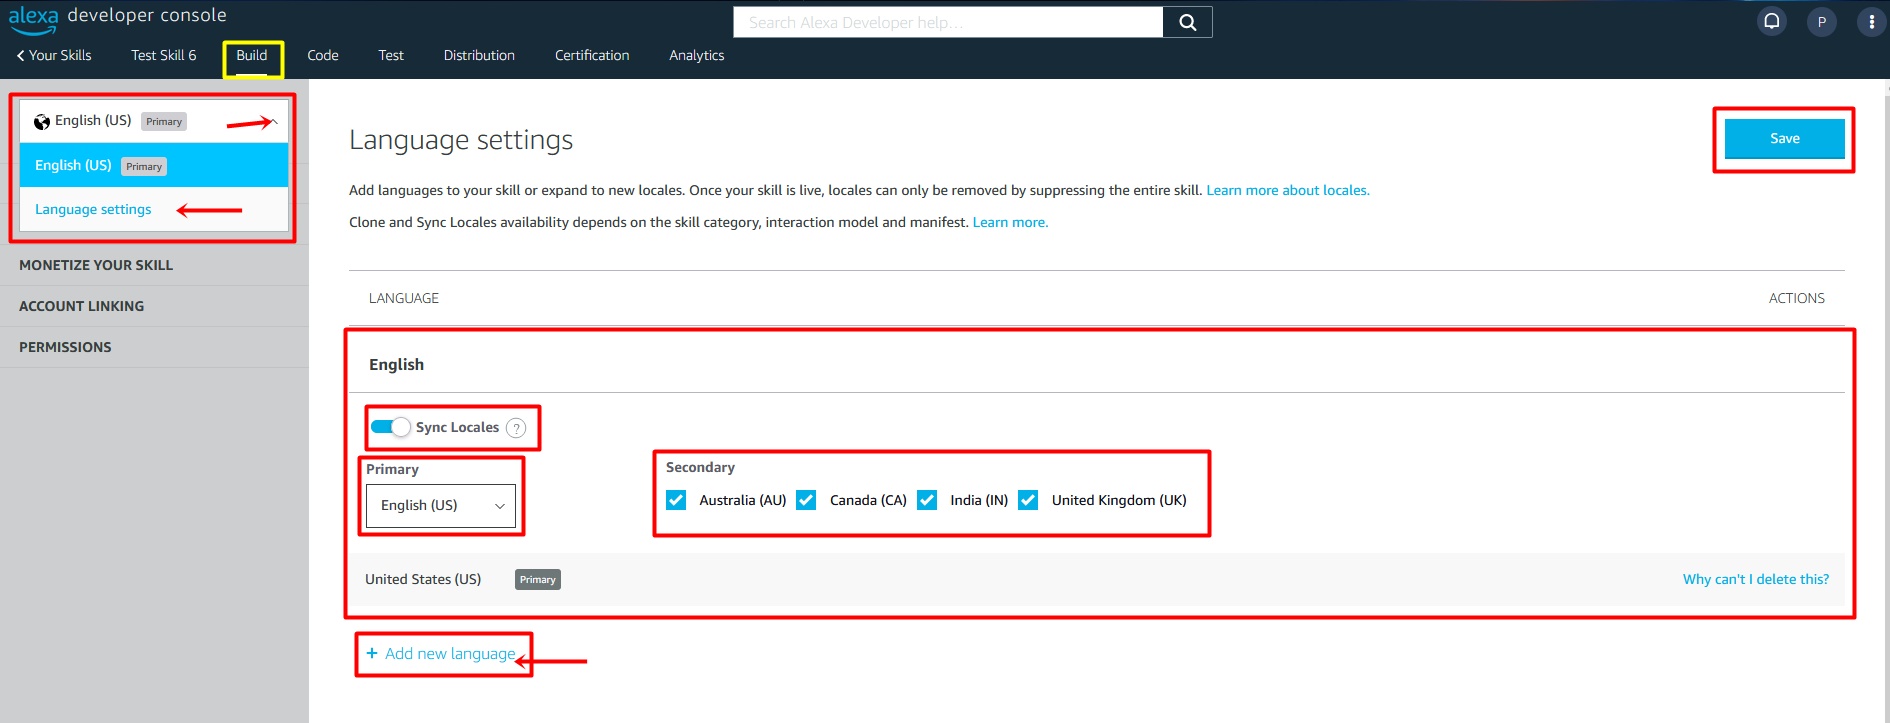 alexa developer console
Search Alexa Developer help...
P
Your Skills Test Skill 6 Build Code Test Distribution Certification Analytics
English (US) Primary
English (US) Primary
Language settings
MONETIZE YOUR SKILL
ACCOUNT LINKING
PERMISSIONS
Language settings
Save
Add languages to your skill or expand to new locales. Once your skill is live, locales can only be removed by suppressing the entire skill. Learn more about locales.
Clone and Sync Locales availability depends on the skill category, interaction model and manifest. Learn more.
LANGUAGE ACTIONS
English
Sync Locales ?
Primary Secondary
English (US) Australia (AU) Canada (CA) India (IN) United Kingdom (UK)
United States (US) Primary Why can't I delete this?
+ Add new language